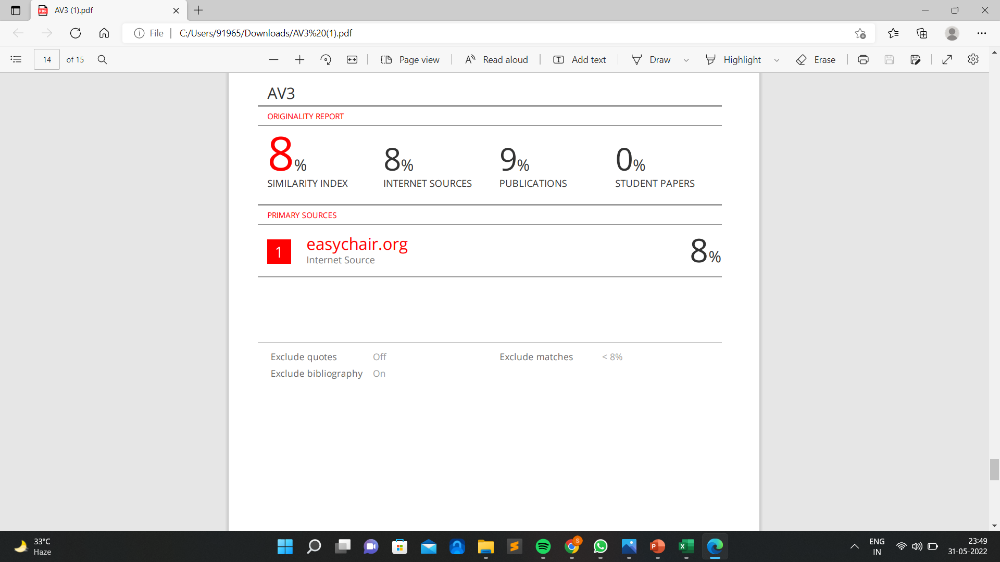 AV3 (1).pdf
File
C:/Users/91965/Downloads/AV3%20(1).pdf
14 of 15
Page view
Read aloud
Add text
Draw
Highlight
Erase
AV3
ORIGINALITY REPORT
8% 8% 9% 0%
SIMILARITY INDEX INTERNET SOURCES PUBLICATIONS STUDENT PAPERS
PRIMARY SOURCES
1 easychair.org 8%
Internet Source
Exclude quotes Off Exclude matches < 8%
Exclude bibliography On
33°C
Haze
ENG
IN
23:49
31-05-2022